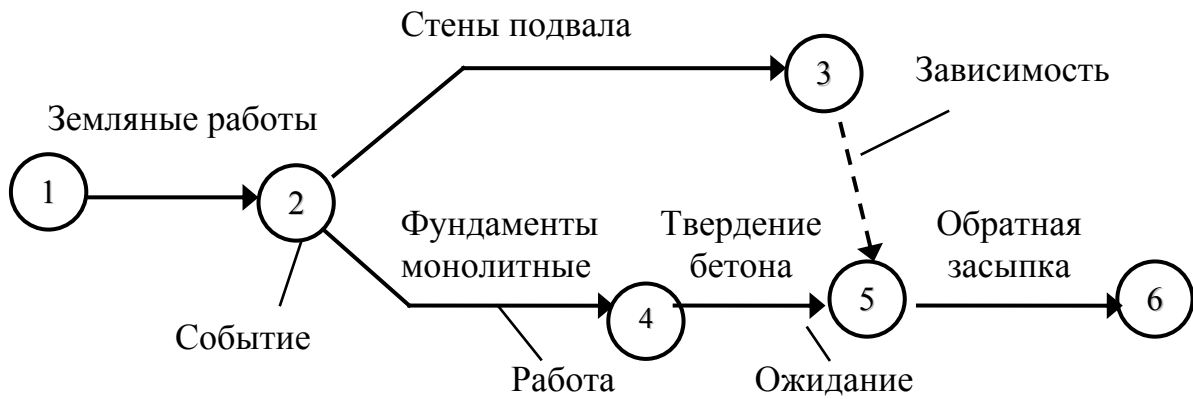 Стены подвала
3
Зависимость
Земляные работы
1
2
Фундаменты
монолитные
Твердение
бетона
Обратная
засыпка
4
5
6
Событие
Работа
Ожидание